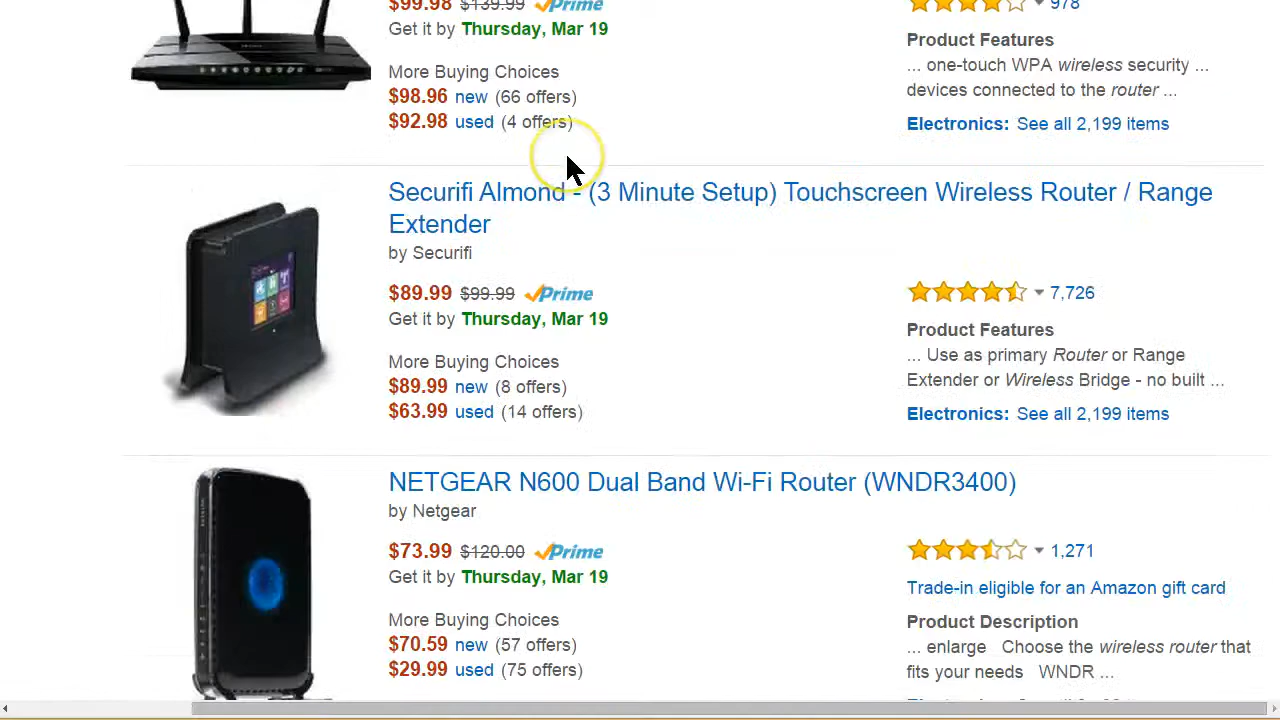 $99.98 $139.99 Prime
978
Get it by Thursday, Mar 19
Product Features
More Buying Choices
... one-touch WPA wireless security ...
$98.96 new (66 offers)
devices connected to the router ...
$92.98 used (4 offers)
Electronics: See all 2,199 items
Securifi Almond - (3 Minute Setup) Touchscreen Wireless Router / Range
Extender
by Securifi
$89.99 $99.99 Prime
7,726
Get it by Thursday, Mar 19
Product Features
More Buying Choices
... Use as primary Router or Range
$89.99 new (8 offers)
Extender or Wireless Bridge - no built ...
$63.99 used (14 offers)
Electronics: See all 2,199 items
NETGEAR N600 Dual Band Wi-Fi Router (WNDR3400)
by Netgear
$73.99 $120.00 Prime
1,271
Get it by Thursday, Mar 19
Trade-in eligible for an Amazon gift card
More Buying Choices
Product Description
$70.59 new (57 offers)
... enlarge Choose the wireless router that
$29.99 used (75 offers)
fits your needs WNDR ...